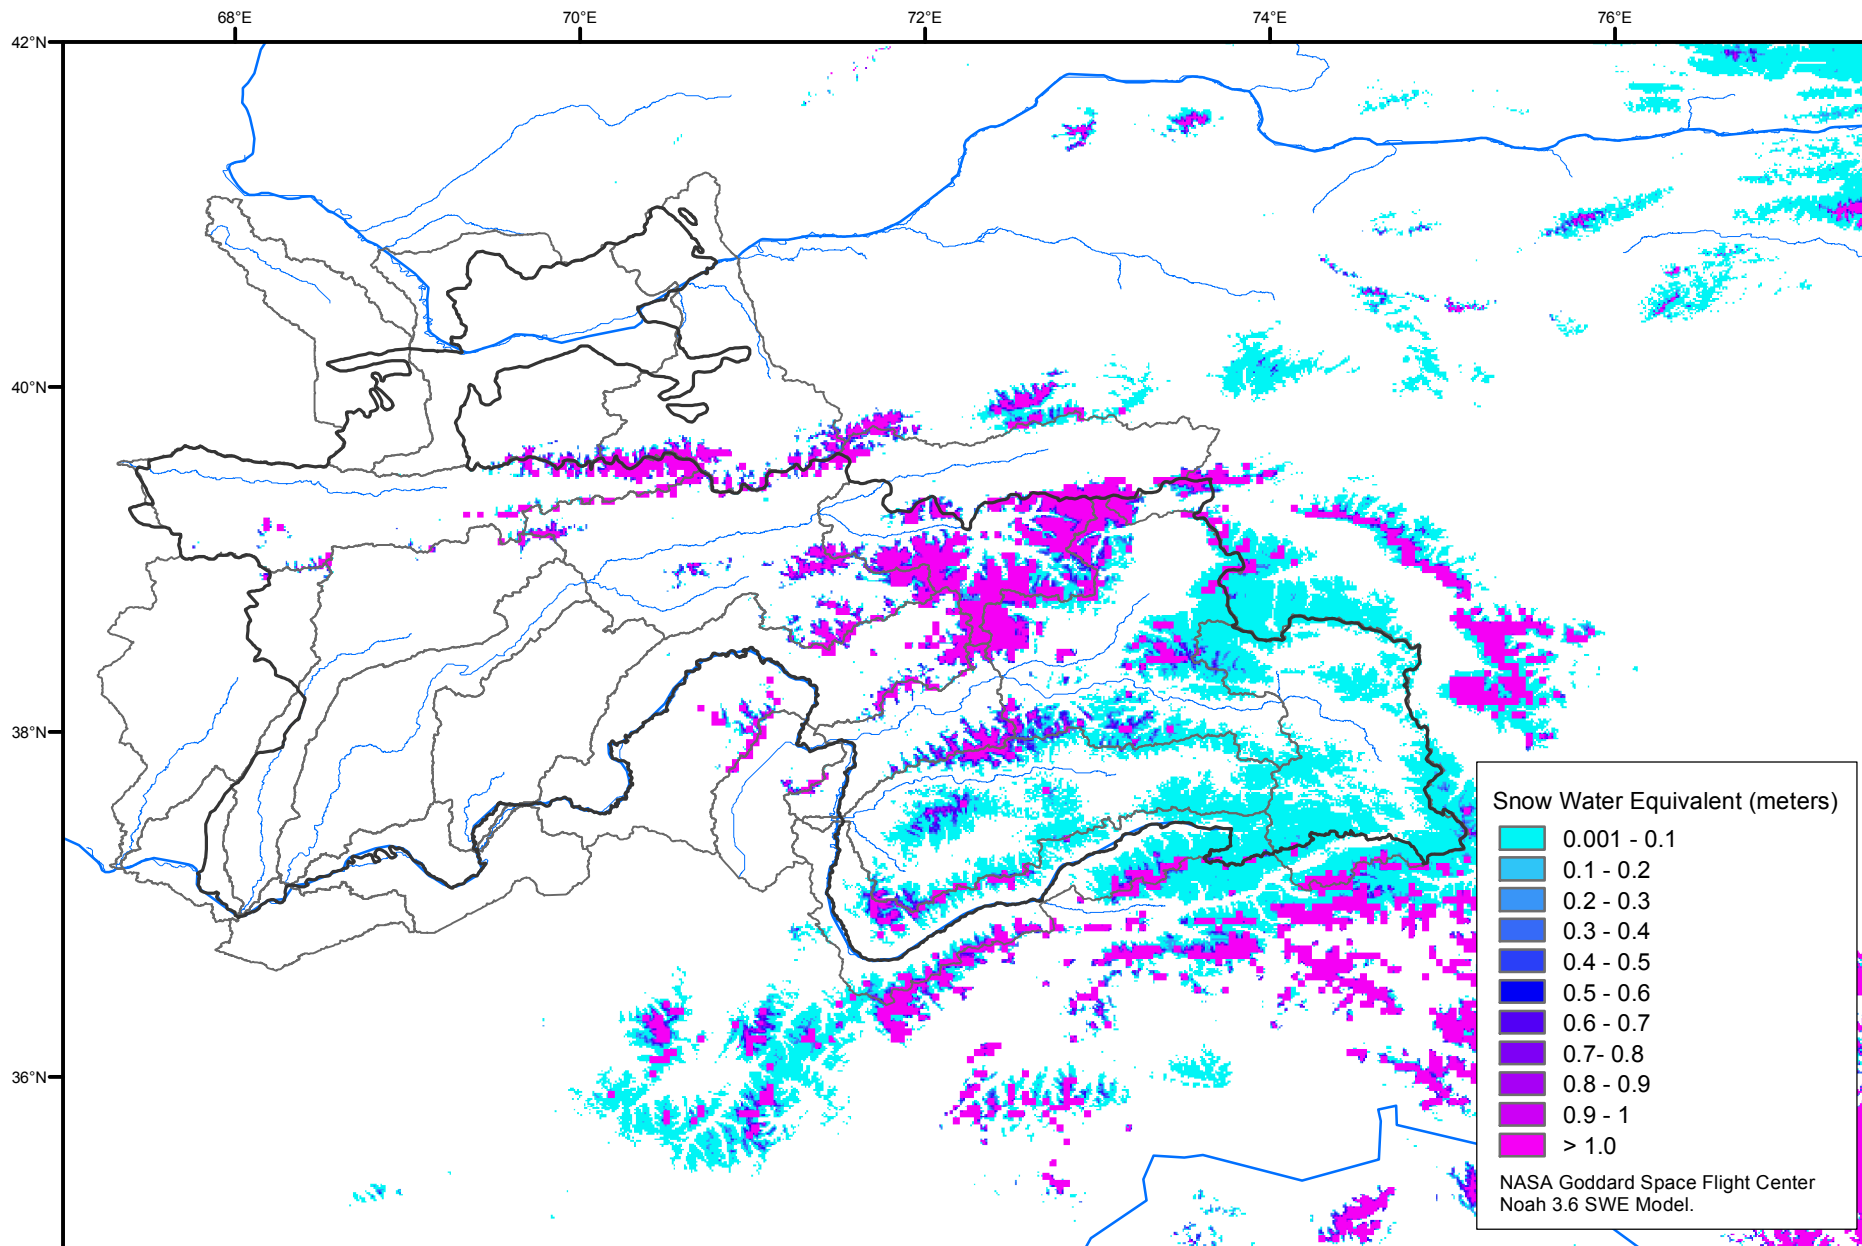 68°E
70°E
72°E
74°E
76°E
42°N
40°N
38°N
36°N
Snow Water Equivalent (meters)
0.001 - 0.1
0.1 - 0.2
0.2 - 0.3
0.3 - 0.4
0.4 - 0.5
0.5 - 0.6
0.6 - 0.7
0.7- 0.8
0.8 - 0.9
0.9 - 1
> 1.0
NASA Goddard Space Flight Center
Noah 3.6 SWE Model.